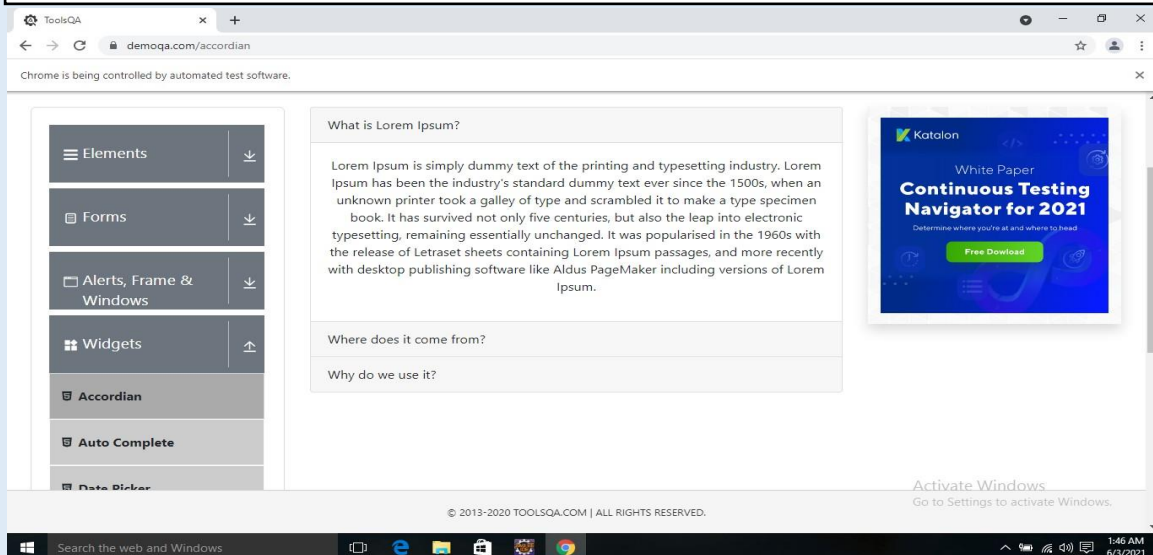 ToolsQA
demoqa.com/accordian
Chrome is being controlled by automated test software.
Elements
Forms
Alerts, Frame &
Windows
Widgets
Accordian
Auto Complete
Date Picker
What is Lorem Ipsum?
Lorem Ipsum is simply dummy text of the printing and typesetting industry. Lorem
Ipsum has been the industry's standard dummy text ever since the 1500s, when an
unknown printer took a galley of type and scrambled it to make a type specimen
book. It has survived not only five centuries, but also the leap into electronic
typesetting, remaining essentially unchanged. It was popularised in the 1960s with
the release of Letraset sheets containing Lorem Ipsum passages, and more recently
with desktop publishing software like Aldus PageMaker including versions of Lorem
Ipsum.
Where does it come from?
Why do we use it?
Katalon
White Paper
Continuous Testing
Navigator for 2021
Determine where you're at and where to head
Free Dowload
Activate Windows
Go to Settings to activate Windows.
© 2013-2020 TOOLSQA.COM | ALL RIGHTS RESERVED.
Search the web and Windows
1:46 AM
6/3/2021